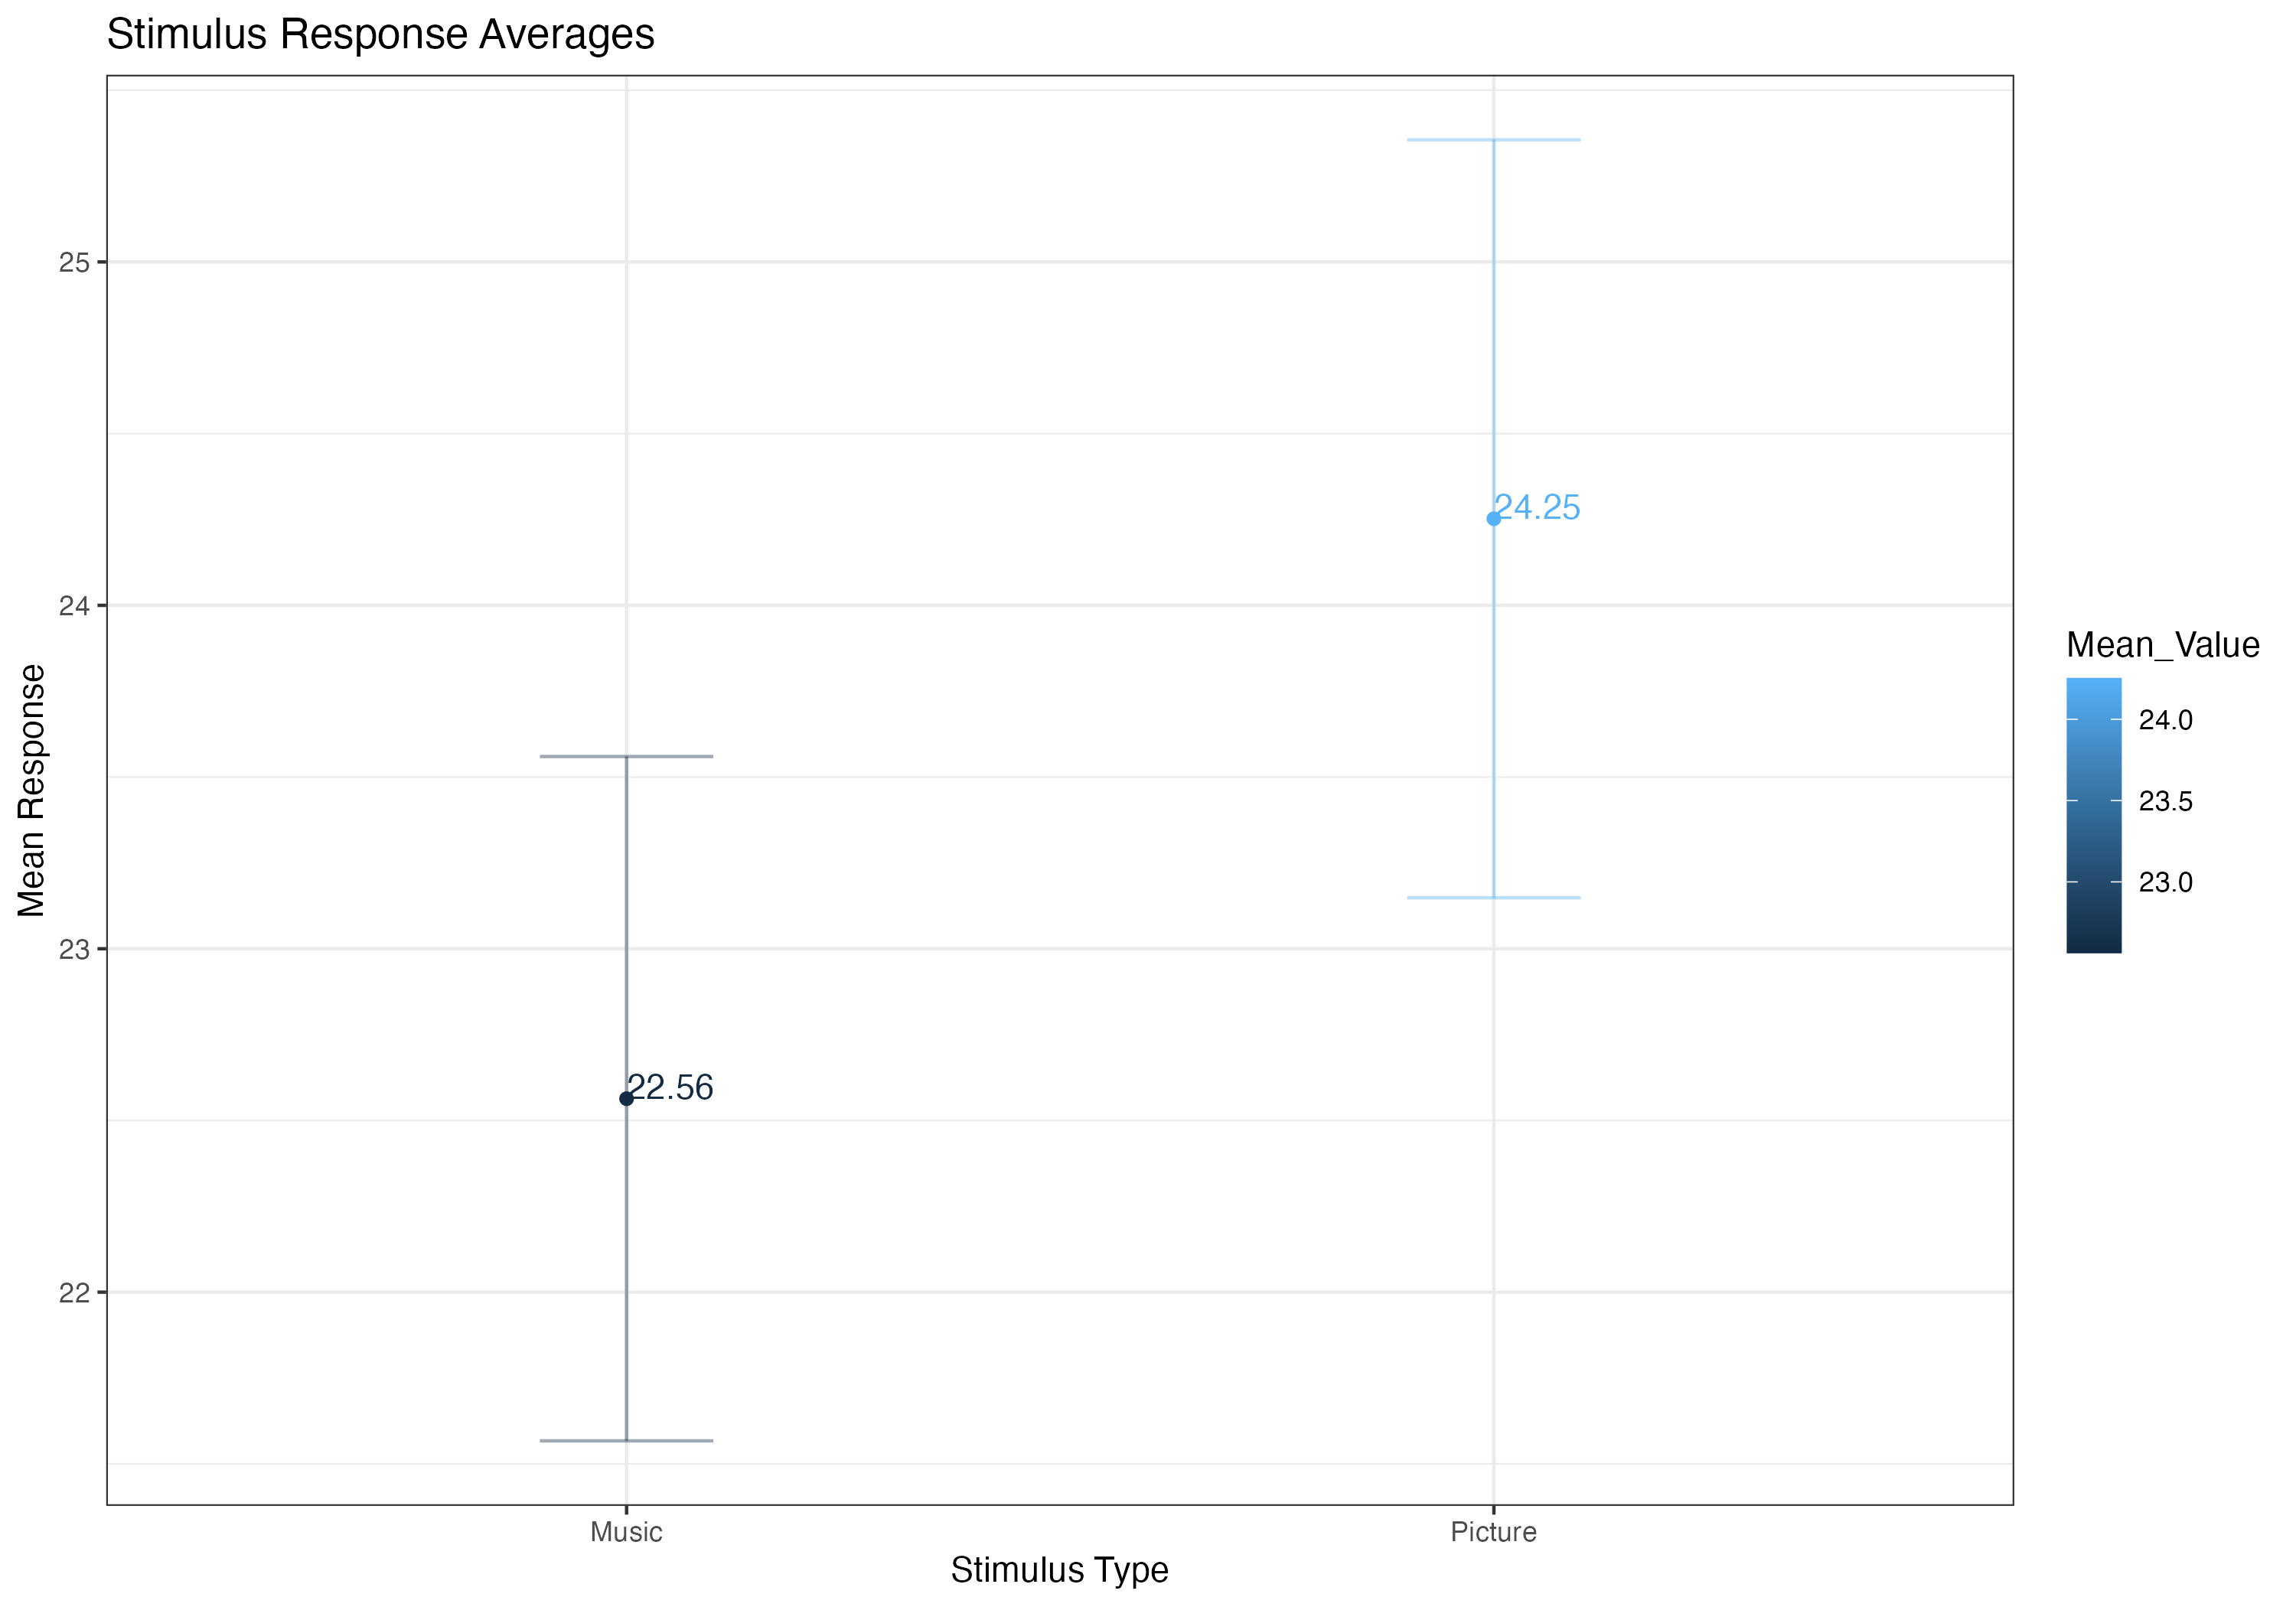 Stimulus Response Averages
25
24
23
22
Mean Response
24.25
22.56
Music
Picture
Stimulus Type
Mean_Value
24.0
23.5
23.0